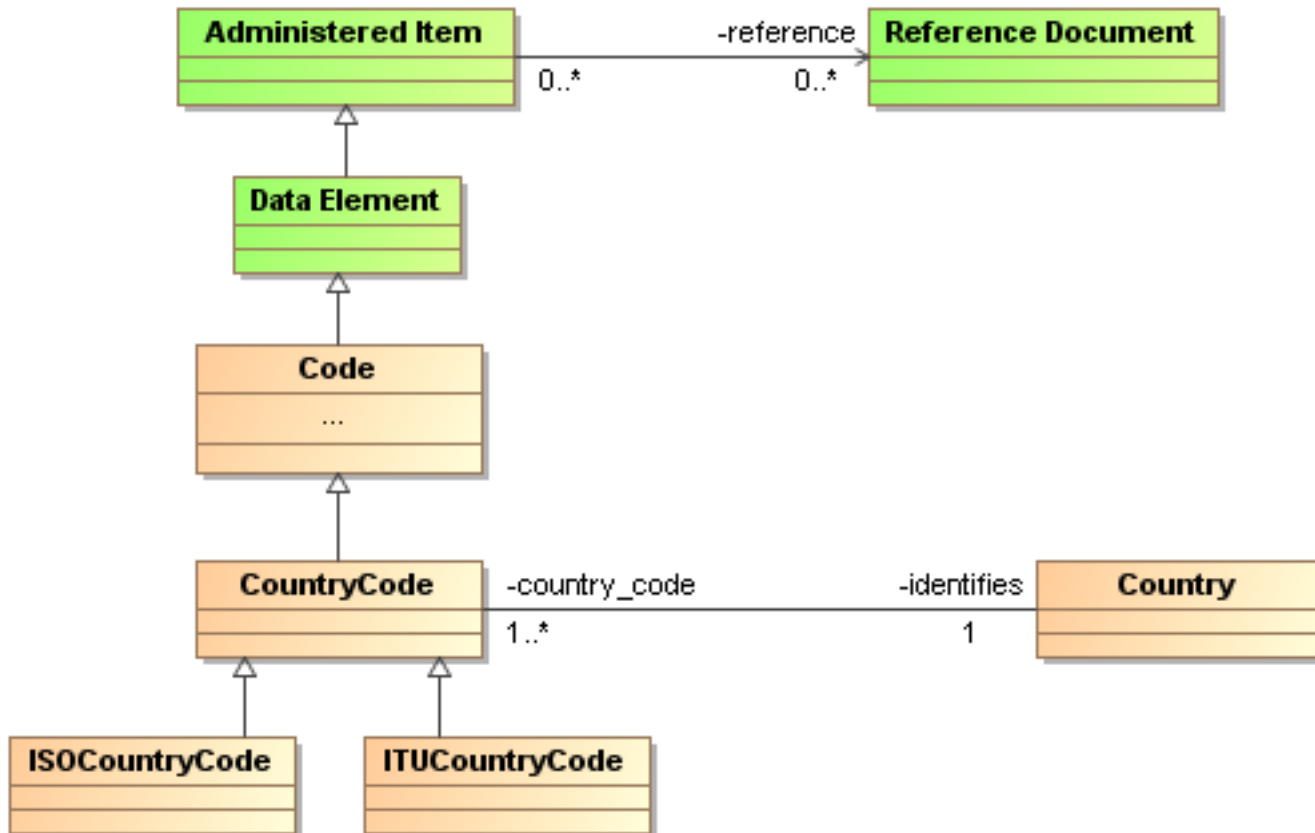 Administered Item
-reference
Reference Document
0..*
0..*
Data Element
Code
...
CountryCode
-country_code
-identifies
Country
1..*
1
ISOCountryCode
ITUCountryCode